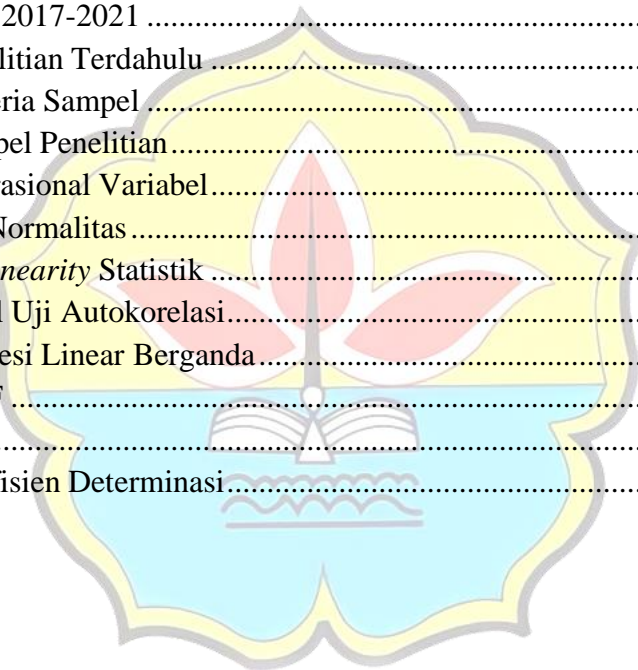 2017-2021 ....................................................................
litian Terdahulu ............................................................
eria Sampel ...................................................................
pel Penelitian ................................................................
rasional Variabel ...........................................................
Normalitas .....................................................................
nearity Statistik ............................................................
l Uji Autokorelasi ..........................................................
esi Linear Berganda ......................................................
....................................................................................
....................................................................................
fisien Determinasi .........................................................